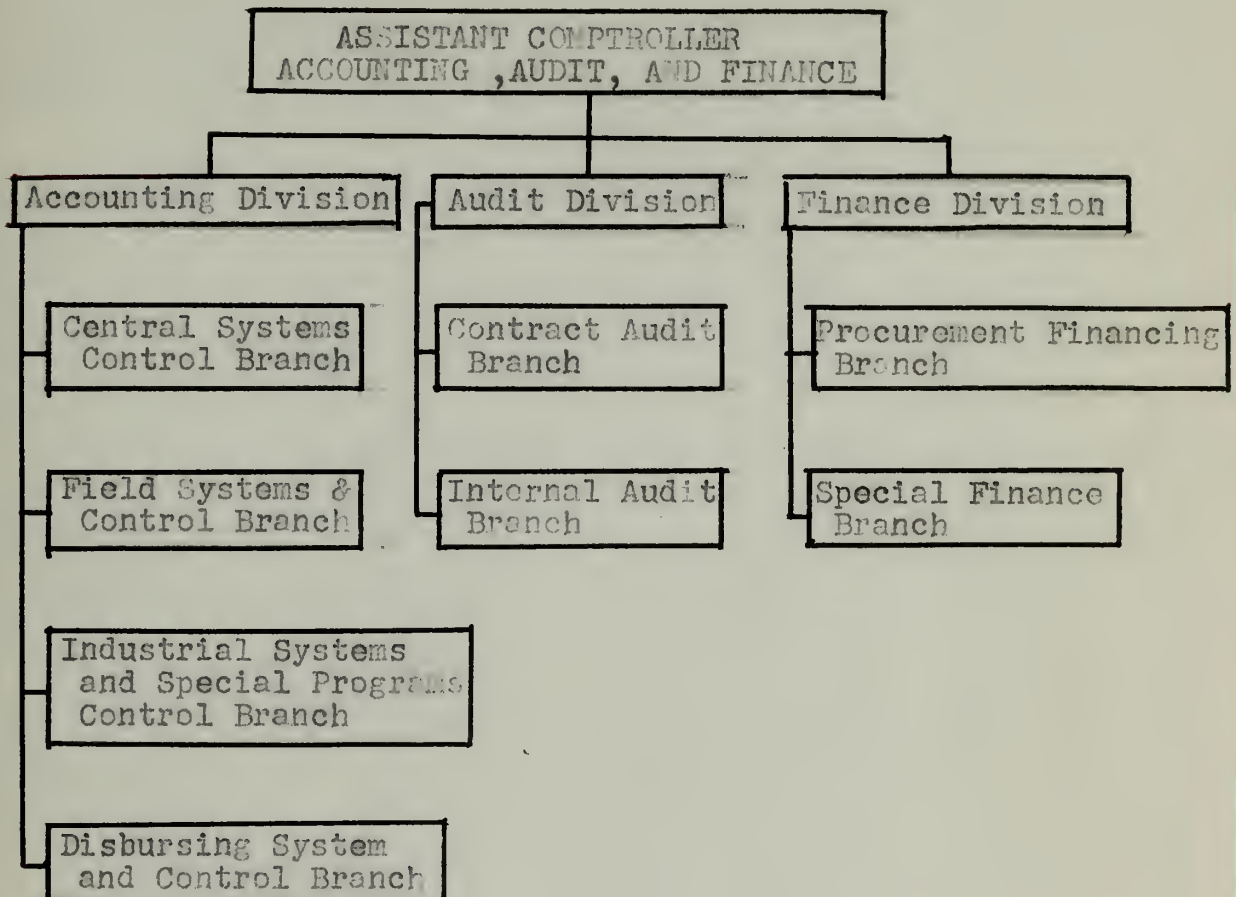 ASSISTANT COMPTROLLER
ACCOUNTING ,AUDIT, AND FINANCE
Accounting Division
Audit Division
Finance Division
Central Systems
Control Branch
Contract Audit
Branch
Procurement Financing
Branch
Field Systems &
Control Branch
Internal Audit
Branch
Special Finance
Branch
Industrial Systems
and Special Programs
Control Branch
Disbursing System
and Control Branch